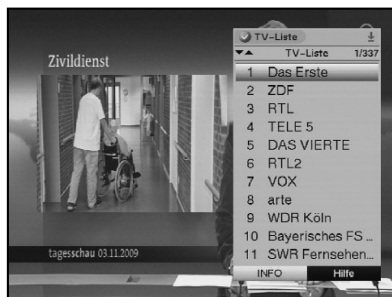 Zivildienst
tagesschau 03.11.2009
TV-Liste
TV-Liste 1/337
1 Das Erste
2 ZDF
3 RTL
4 TELE 5
5 DAS VIERTE
6 RTL2
7 VOX
8 arte
9 WDR Köln
10 Bayerisches FS ...
11 SWR Fernsehen...
INFO Hilfe